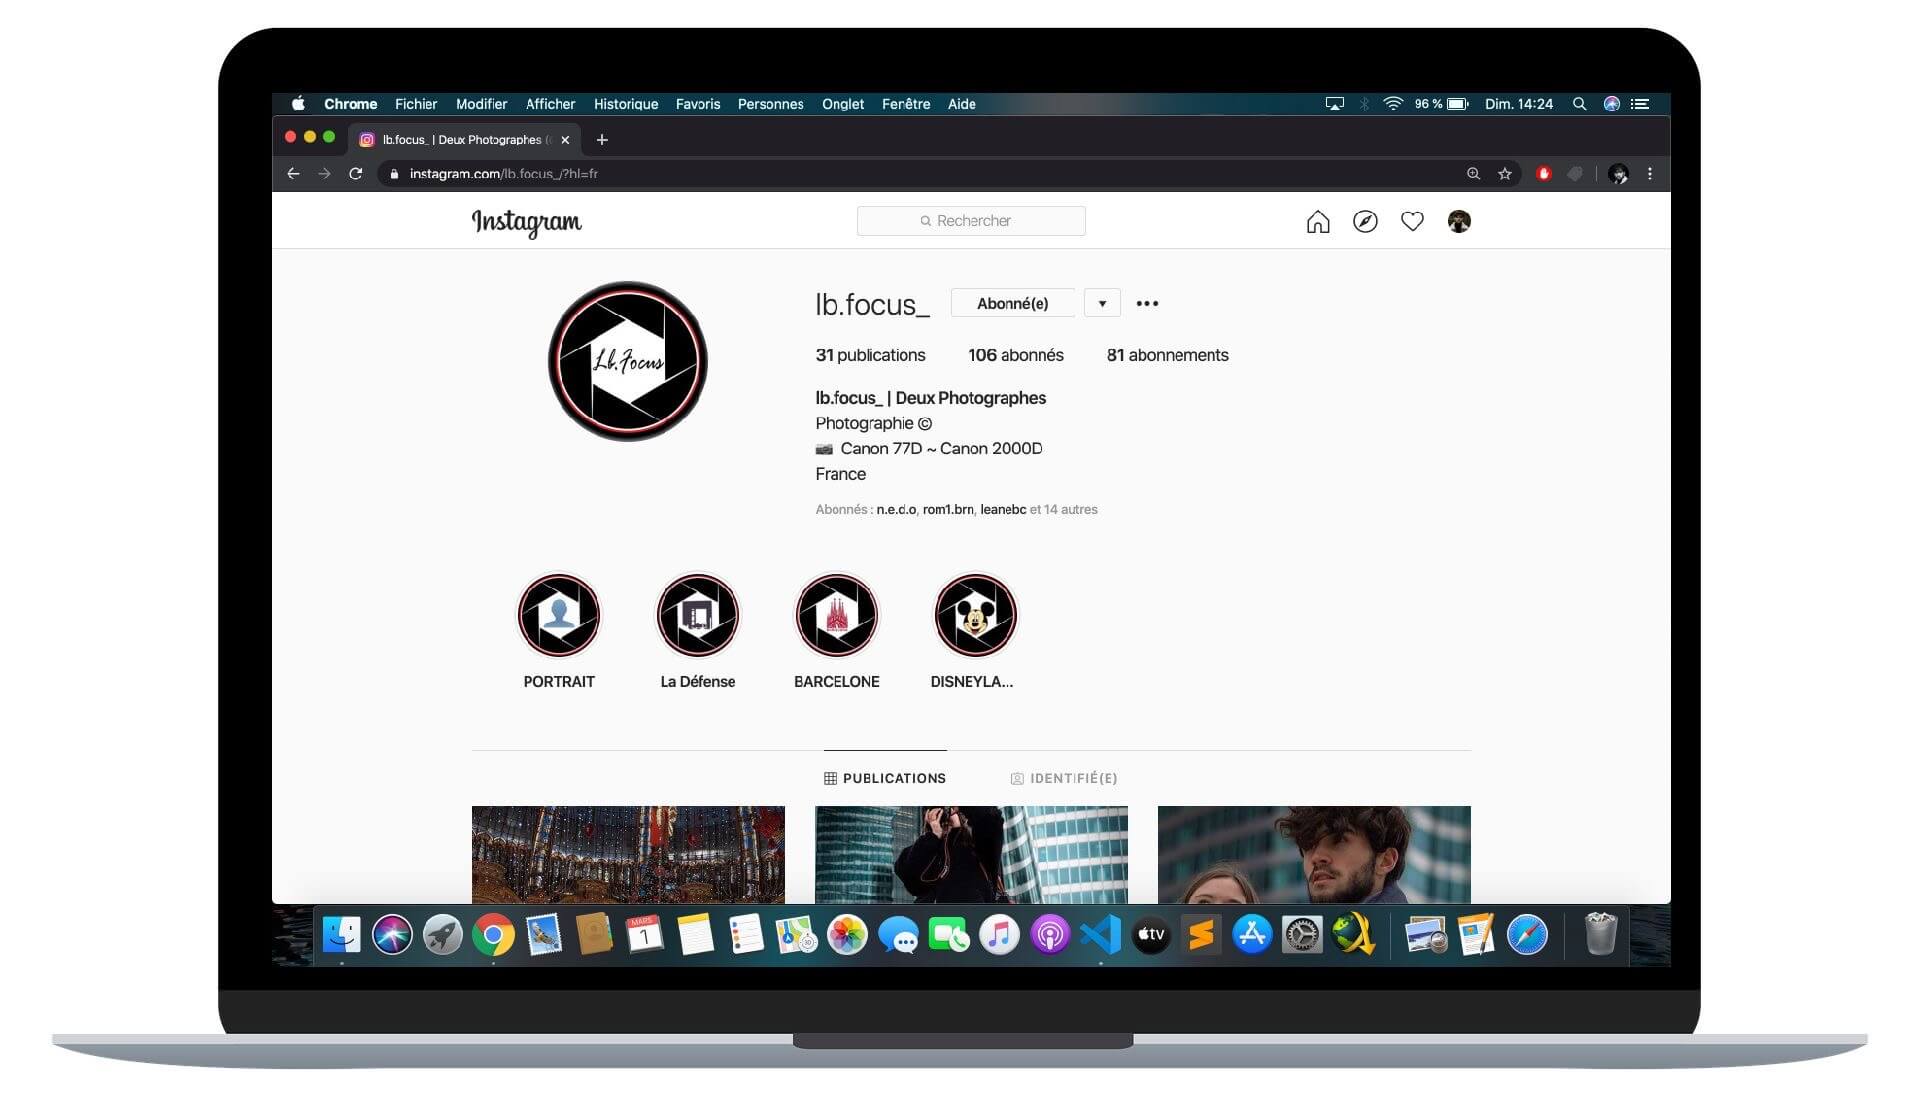 Chrome Fichier Modifier Afficher Historique Favoris Personnes Onglet Fenêtre Aide 96 % Dim. 14:24
lb.focus_ | Deux Photographes (
instagram.com/lb.focus_/?hl=fr
Instagram Rechercher
Lb.Focus
lb.focus_ Abonné(e)
31 publications 106 abonnés 81 abonnements
lb.focus_ | Deux Photographes
Photographie ©
Canon 77D ~ Canon 2000D
France
Abonnés : n.e.d.o, rom1.brn, leanebc et 14 autres
PORTRAIT La Défense BARCELONE DISNEYLA...
PUBLICATIONS IDENTIFIÉ(E)
MARS
1
3D
tv